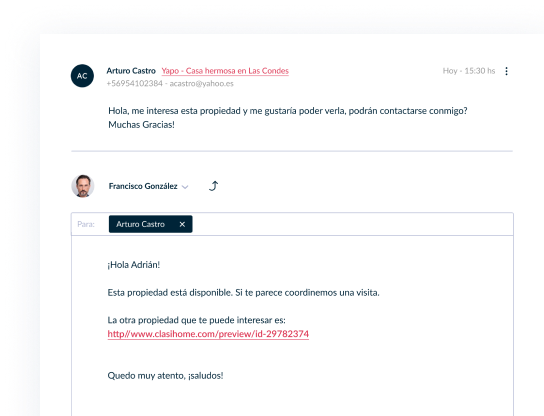 AC
Arturo Castro Yapo - Casa hermosa en Las Condes
Hoy - 15:30 hs
+56954102384 - acastro@yahoo.es
Hola, me interesa esta propiedad y me gustaría poder verla, podrán contactarse conmigo?
Muchas Gracias!
Francisco González
Para: Arturo Castro ×
¡Hola Adrián!
Esta propiedad está disponible. Si te parece coordinemos una visita.
La otra propiedad que te puede interesar es:
http//www.clasihome.com/preview/id-29782374
Quedo muy atento, ¡saludos!